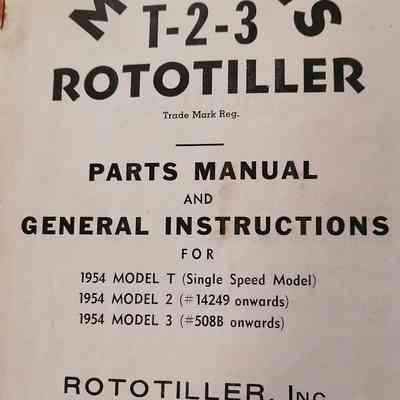 T-2-3
ROTOTILLER
Trade Mark Reg.
PARTS MANUAL
AND
GENERAL INSTRUCTIONS
FOR
1954 MODEL T (Single Speed Model)
1954 MODEL 2 (#14249 onwards)
1954 MODEL 3 (#508B onwards)
ROTOTILLER, INC